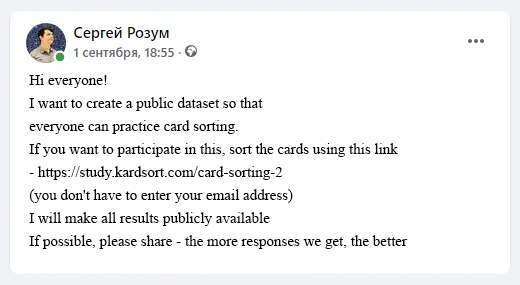 Сергей Розум
1 сентября, 18:55 ·
Hi everyone!
I want to create a public dataset so that
everyone can practice card sorting.
If you want to participate in this, sort the cards using this link
- https://study.kardsort.com/card-sorting-2
(you don't have to enter your email address)
I will make all results publicly available
If possible, please share - the more responses we get, the better